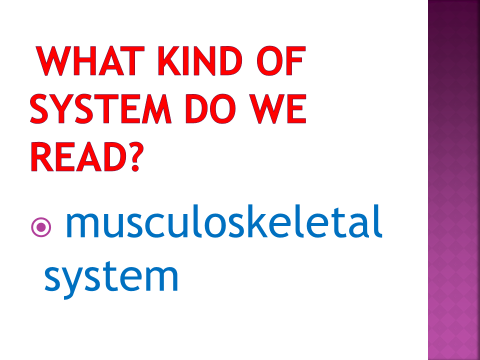 WHAT KIND OF
SYSTEM DO WE
READ?
musculoskeletal
system